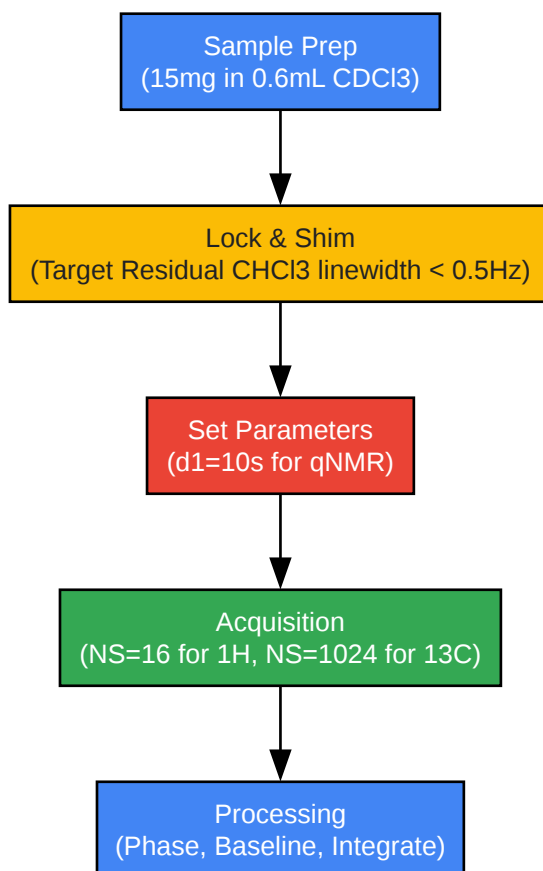 Sample Prep
(15mg in 0.6mL CDCl3)
Lock & Shim
(Target Residual CHCl3 linewidth < 0.5Hz)
Set Parameters
(d1=10s for qNMR)
Acquisition
(NS=16 for 1H, NS=1024 for 13C)
Processing
(Phase, Baseline, Integrate)